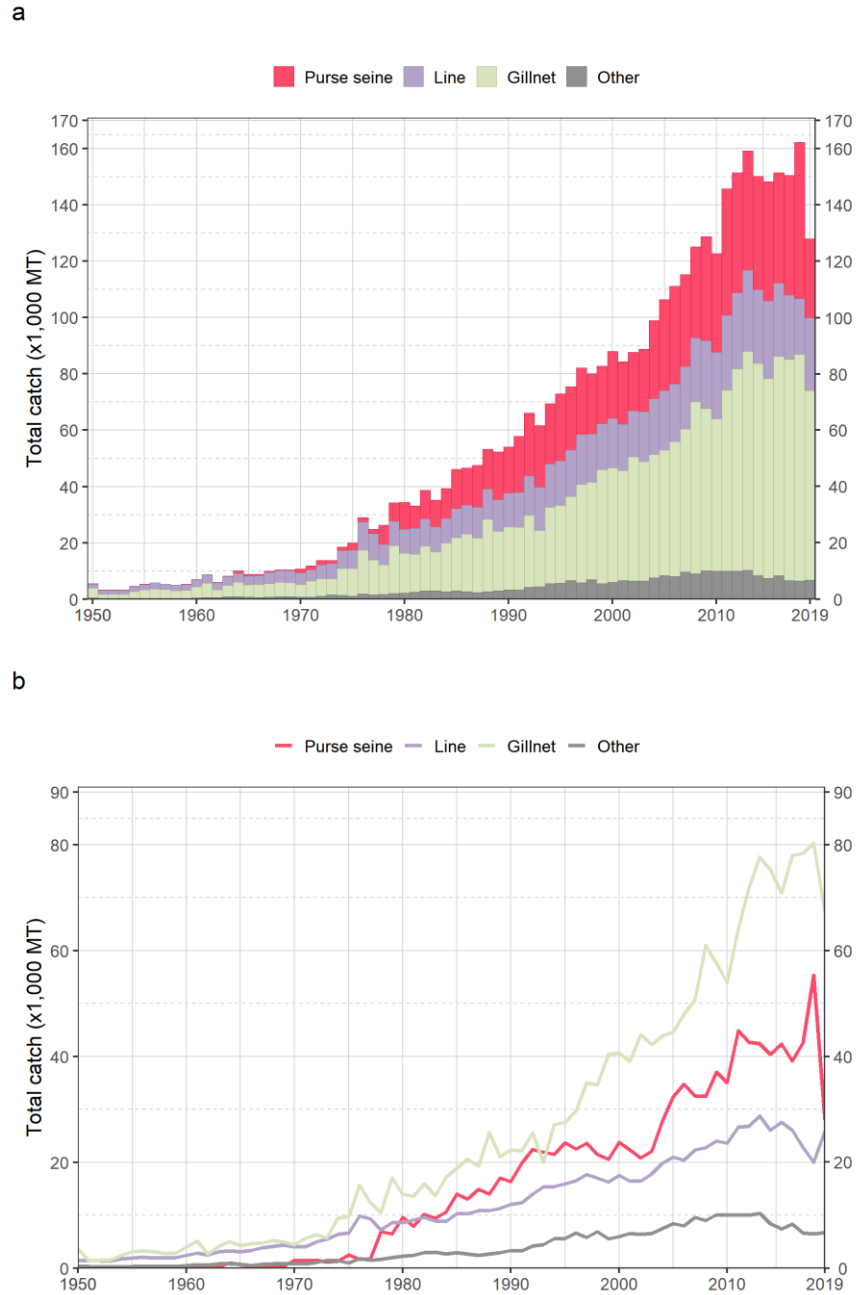 a
Purse seine Line Gillnet Other
170 170
160 160
140 140
120 120
100 100
80 80
60 60
40 40
20 20
0 0
Total catch (x1,000 MT)
1950 1960 1970 1980 1990 2000 2010 2019
b
Purse seine Line Gillnet Other
90 90
80 80
60 60
40 40
20 20
0 0
Total catch (x1,000 MT)
1950 1960 1970 1980 1990 2000 2010 2019